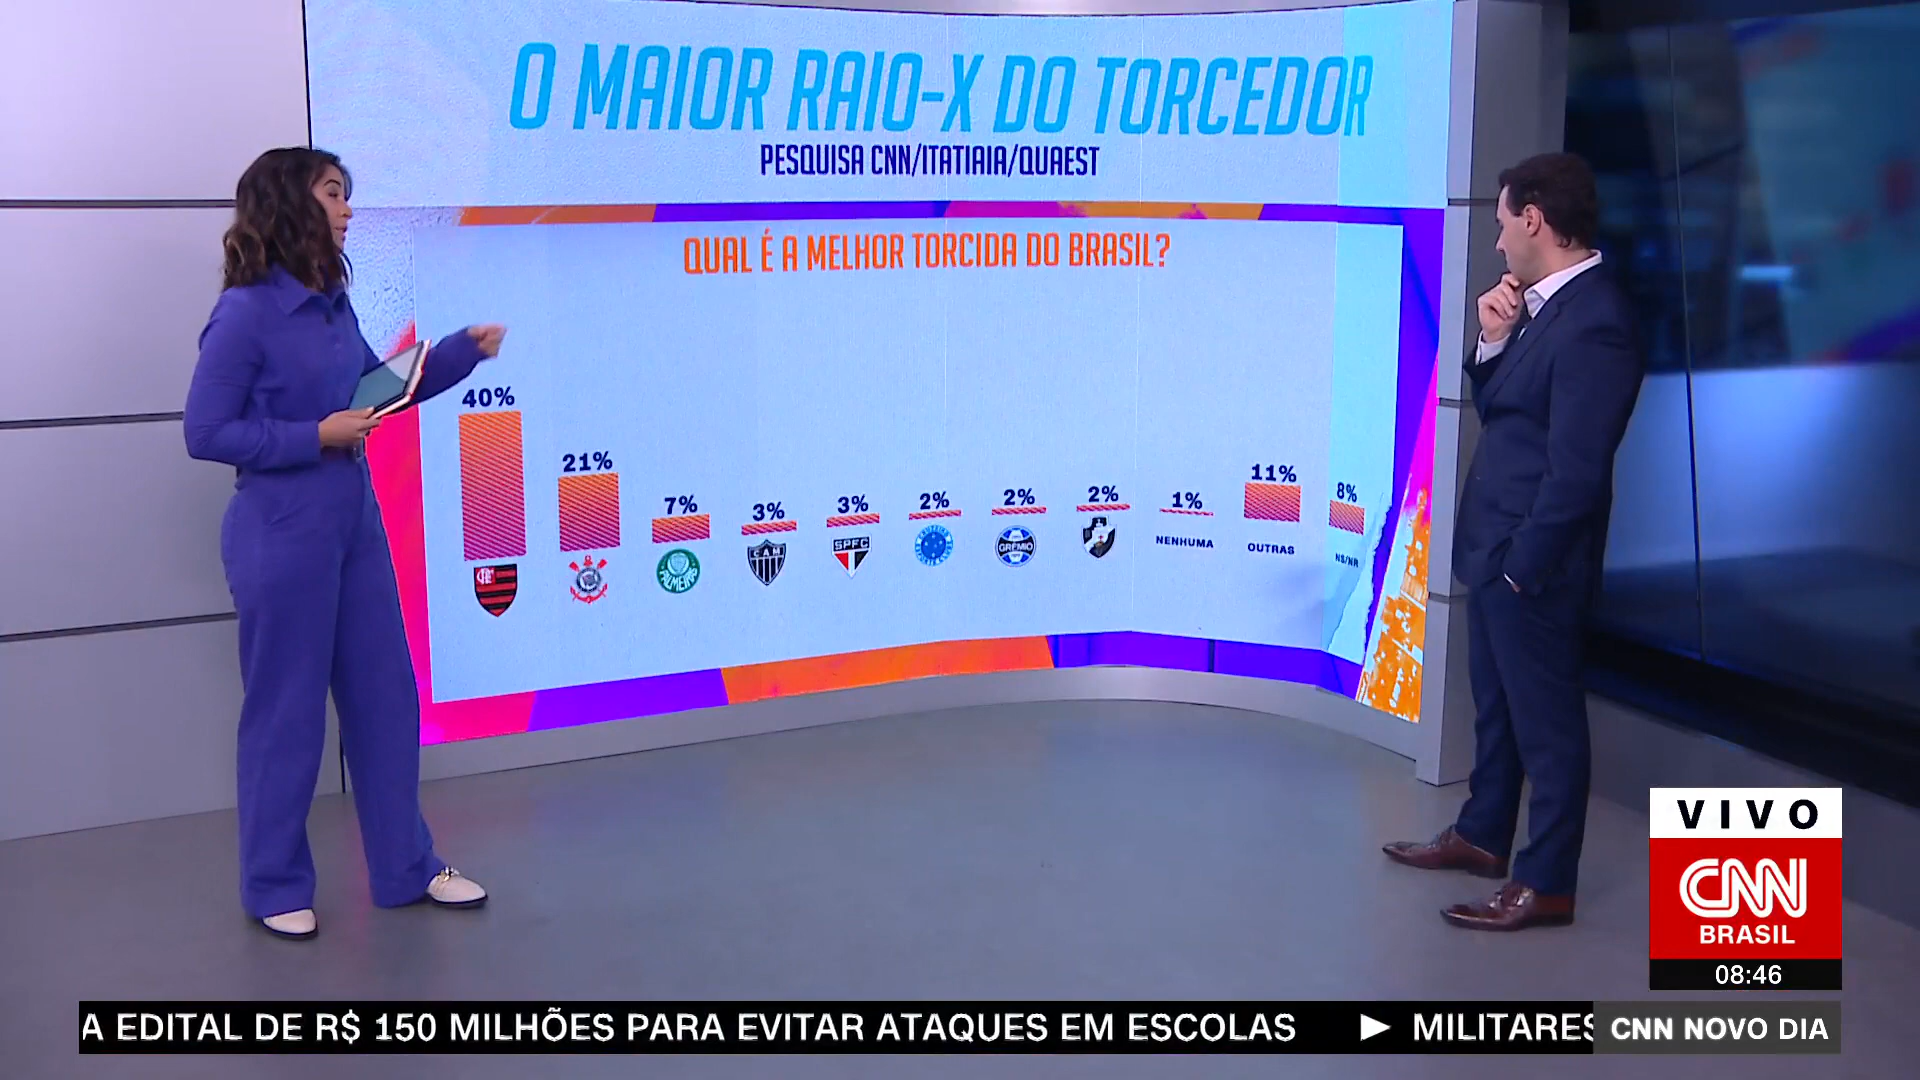 O MAIOR RAIO-X DO TORCEDOR
PESQUISA CNN/ITATIAIA/QUAEST
QUAL É A MELHOR TORCIDA DO BRASIL?
40%
21%
7%
3%
3%
2%
2%
2%
1%
11%
8%
CAM
SPFC
GRÊMIO
PALMEIRAS
NENHUMA
OUTRAS
NS/NR
VIVO
CNN
BRASIL
08:46
A EDITAL DE R$ 150 MILHÕES PARA EVITAR ATAQUES EM ESCOLAS
MILITARES
CNN NOVO DIA